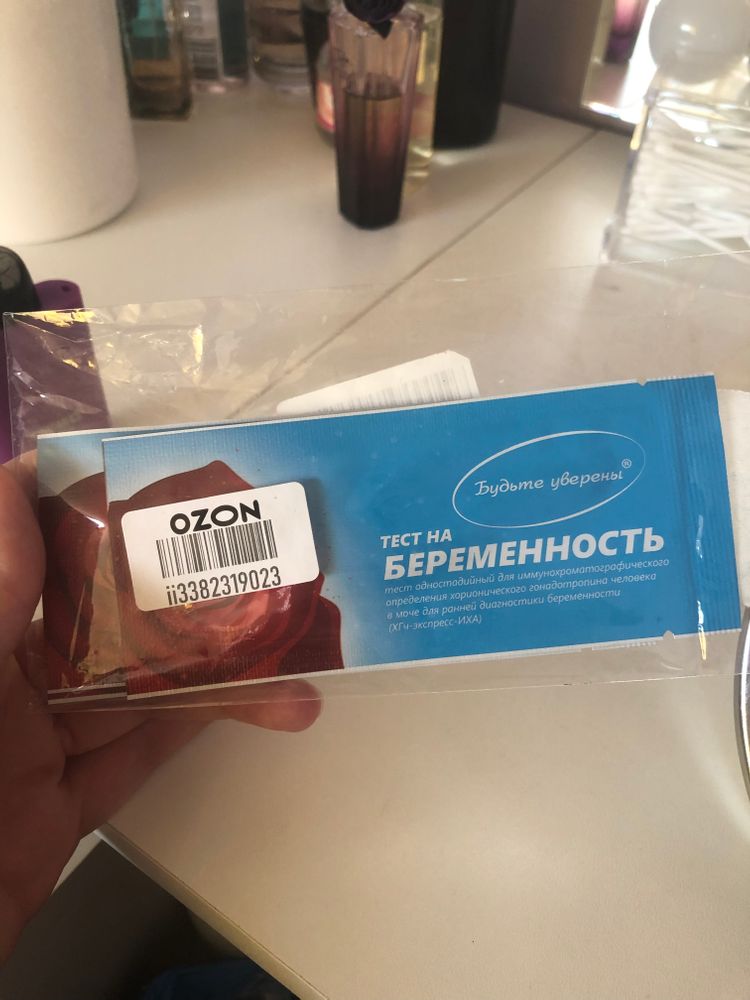 OZON
ii3382319023
Будьте уверены®
ТЕСТ НА
БЕРЕМЕННОСТЬ
тест одностадийный для иммунохроматографического
определения хорионического гонадотропина человека
в моче для ранней диагностики беременности
(ХГч-экспресс-ИХА)